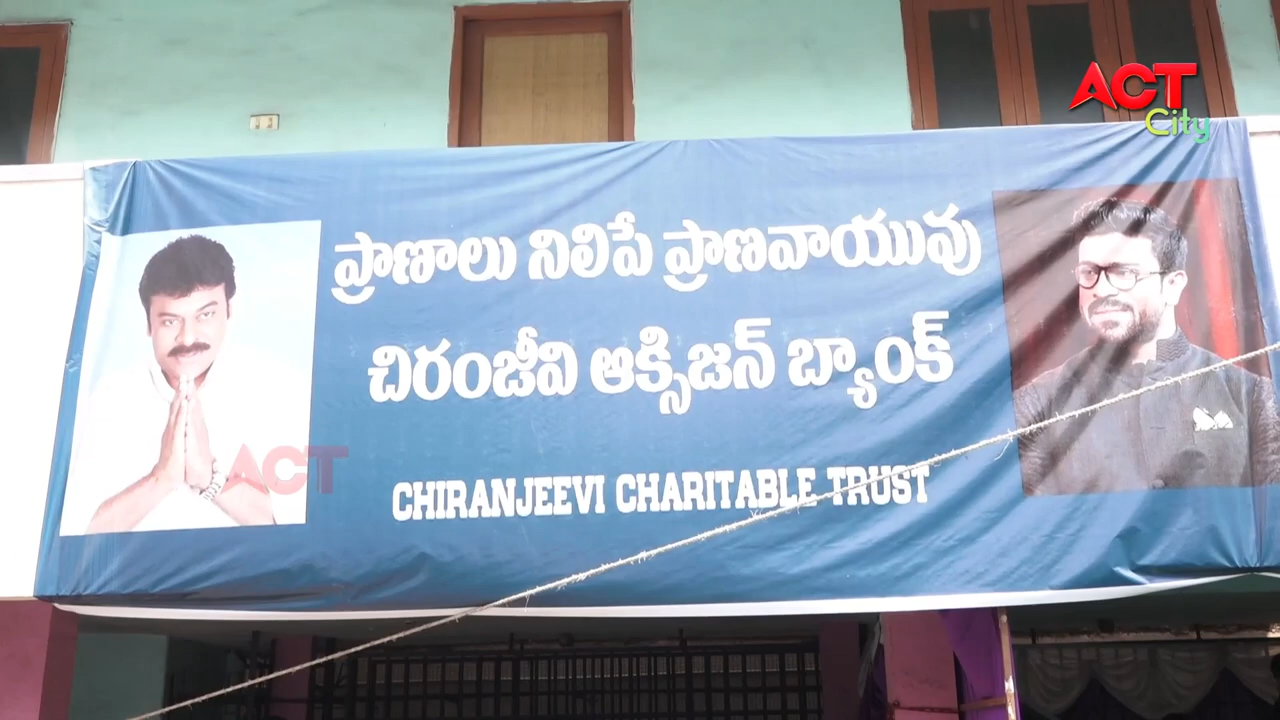 ACT
City
ప్రాణాలు నిలిపే ప్రాణవాయువు
చిరంజీవి ఆక్సిజన్ బ్యాంక్
ACT
CHIRANJEEVI CHARITABLE TRUST